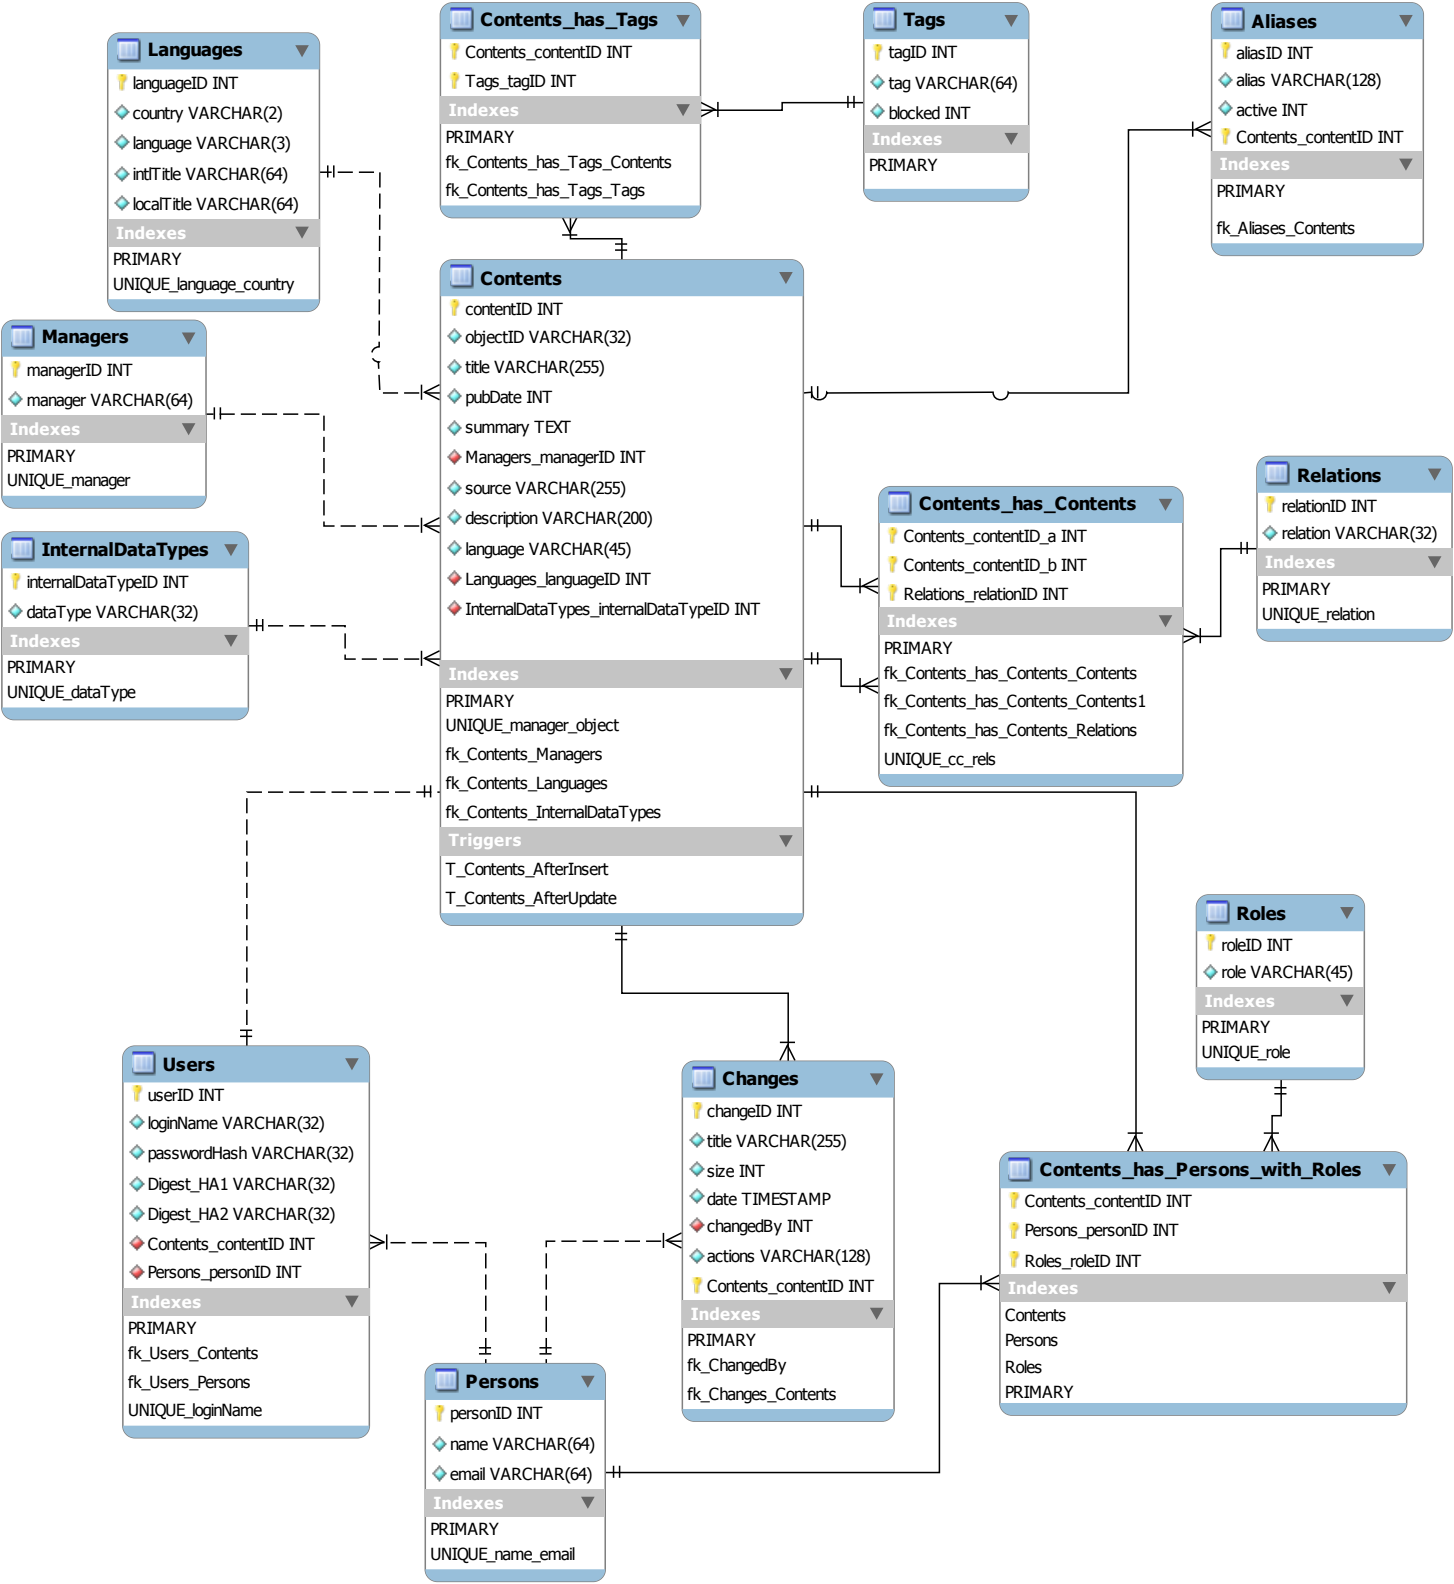 Contents_has_Tags
Contents_contentID INT
Tags_tagID INT
Indexes
PRIMARY
fk_Contents_has_Tags_Contents
fk_Contents_has_Tags_Tags
Tags
tagID INT
tag VARCHAR(64)
blocked INT
Indexes
PRIMARY
Aliases
aliasID INT
alias VARCHAR(128)
active INT
Contents_contentID INT
Indexes
PRIMARY
fk_Aliases_Contents
Languages
languageID INT
country VARCHAR(2)
language VARCHAR(3)
intlTitle VARCHAR(64)
localTitle VARCHAR(64)
Indexes
PRIMARY
UNIQUE_language_country
Managers
managerID INT
manager VARCHAR(64)
Indexes
PRIMARY
UNIQUE_manager
InternalDataTypes
internalDataTypeID INT
dataType VARCHAR(32)
Indexes
PRIMARY
UNIQUE_dataType
Contents
contentID INT
objectID VARCHAR(32)
title VARCHAR(255)
pubDate INT
summary TEXT
Managers_managerID INT
source VARCHAR(255)
description VARCHAR(200)
language VARCHAR(45)
Languages_languageID INT
InternalDataTypes_internalDataTypeID INT
Indexes
PRIMARY
UNIQUE_manager_object
fk_Contents_Managers
fk_Contents_Languages
fk_Contents_InternalDataTypes
Triggers
T_Contents_AfterInsert
T_Contents_AfterUpdate
Contents_has_Contents
Contents_contentID_a INT
Contents_contentID_b INT
Relations_relationID INT
Indexes
PRIMARY
fk_Contents_has_Contents_Contents
fk_Contents_has_Contents_Contents1
fk_Contents_has_Contents_Relations
UNIQUE_cc_rels
Relations
relationID INT
relation VARCHAR(32)
Indexes
PRIMARY
UNIQUE_relation
Roles
roleID INT
role VARCHAR(45)
Indexes
PRIMARY
UNIQUE_role
Users
userID INT
loginName VARCHAR(32)
passwordHash VARCHAR(32)
Digest_HA1 VARCHAR(32)
Digest_HA2 VARCHAR(32)
Contents_contentID INT
Persons_personID INT
Indexes
PRIMARY
fk_Users_Contents
fk_Users_Persons
UNIQUE_loginName
Changes
changeID INT
title VARCHAR(255)
size INT
date TIMESTAMP
changedBy INT
actions VARCHAR(128)
Contents_contentID INT
Indexes
PRIMARY
fk_ChangedBy
fk_Changes_Contents
Contents_has_Persons_with_Roles
Contents_contentID INT
Persons_personID INT
Roles_roleID INT
Indexes
Contents
Persons
Roles
PRIMARY
Persons
personID INT
name VARCHAR(64)
email VARCHAR(64)
Indexes
PRIMARY
UNIQUE_name_email